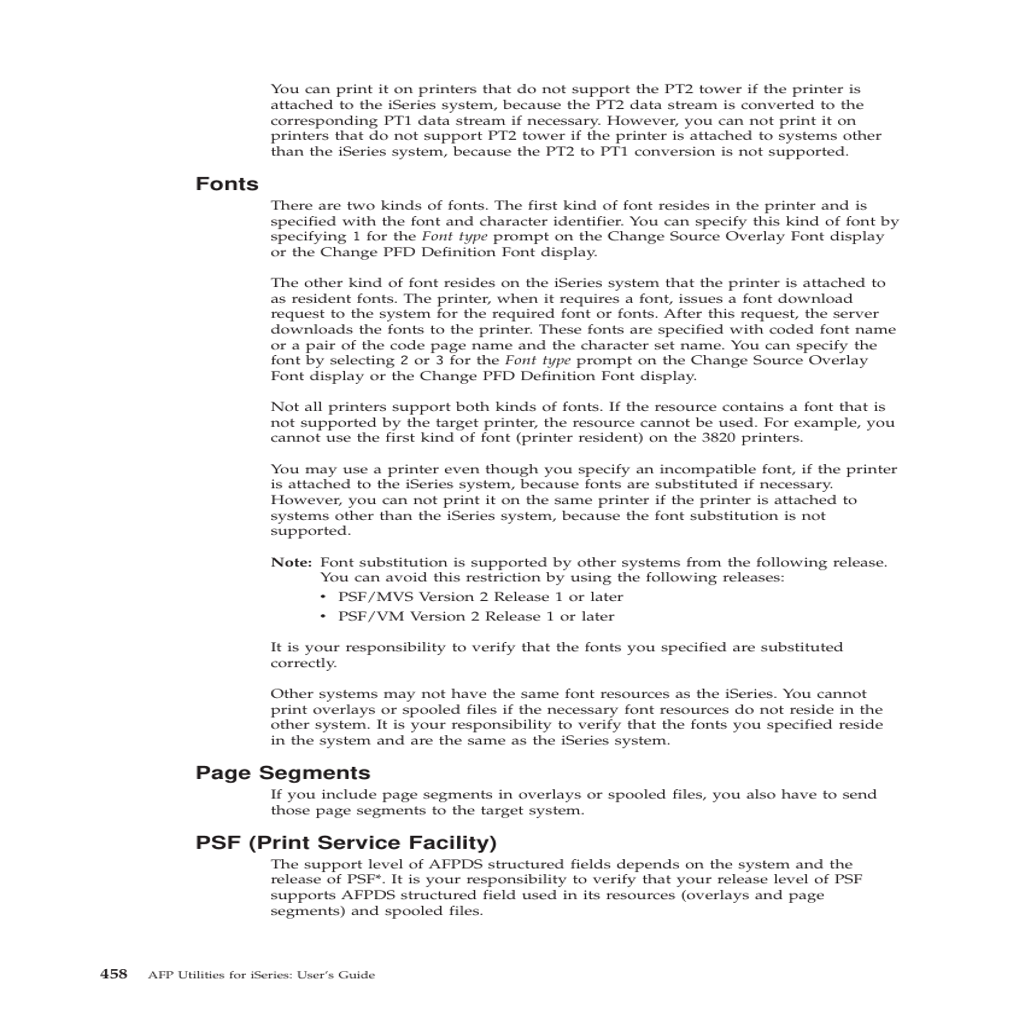 You can print it on printers that do not support the PT2 tower if the printer is
attached to the iSeries system, because the PT2 data stream is converted to the
corresponding PT1 data stream if necessary. However, you can not print it on
printers that do not support PT2 tower if the printer is attached to systems other
than the iSeries system, because the PT2 to PT1 conversion is not supported.
Fonts
There are two kinds of fonts. The first kind of font resides in the printer and is
specified with the font and character identifier. You can specify this kind of font by
specifying 1 for the Font type prompt on the Change Source Overlay Font display
or the Change PFD Definition Font display.
The other kind of font resides on the iSeries system that the printer is attached to
as resident fonts. The printer, when it requires a font, issues a font download
request to the system for the required font or fonts. After this request, the server
downloads the fonts to the printer. These fonts are specified with coded font name
or a pair of the code page name and the character set name. You can specify the
font by selecting 2 or 3 for the Font type prompt on the Change Source Overlay
Font display or the Change PFD Definition Font display.
Not all printers support both kinds of fonts. If the resource contains a font that is
not supported by the target printer, the resource cannot be used. For example, you
cannot use the first kind of font (printer resident) on the 3820 printers.
You may use a printer even though you specify an incompatible font, if the printer
is attached to the iSeries system, because fonts are substituted if necessary.
However, you can not print it on the same printer if the printer is attached to
systems other than the iSeries system, because the font substitution is not
supported.
Note: Font substitution is supported by other systems from the following release.
You can avoid this restriction by using the following releases:
• PSF/MVS Version 2 Release 1 or later
• PSF/VM Version 2 Release 1 or later
It is your responsibility to verify that the fonts you specified are substituted
correctly.
Other systems may not have the same font resources as the iSeries. You cannot
print overlays or spooled files if the necessary font resources do not reside in the
other system. It is your responsibility to verify that the fonts you specified reside
in the system and are the same as the iSeries system.
Page Segments
If you include page segments in overlays or spooled files, you also have to send
those page segments to the target system.
PSF (Print Service Facility)
The support level of AFPDS structured fields depends on the system and the
release of PSF*. It is your responsibility to verify that your release level of PSF
supports AFPDS structured field used in its resources (overlays and page
segments) and spooled files.
458 AFP Utilities for iSeries: User's Guide